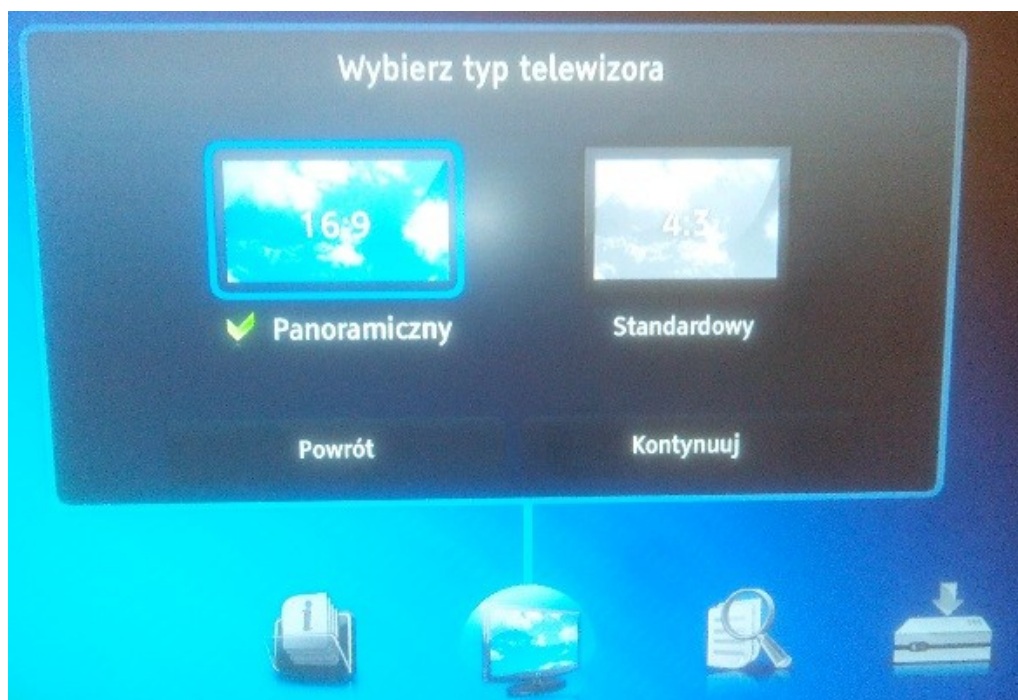 Wybierz typ telewizora
16:9
4:3
Panoramiczny
Standardowy
Powrót
Kontynuuj